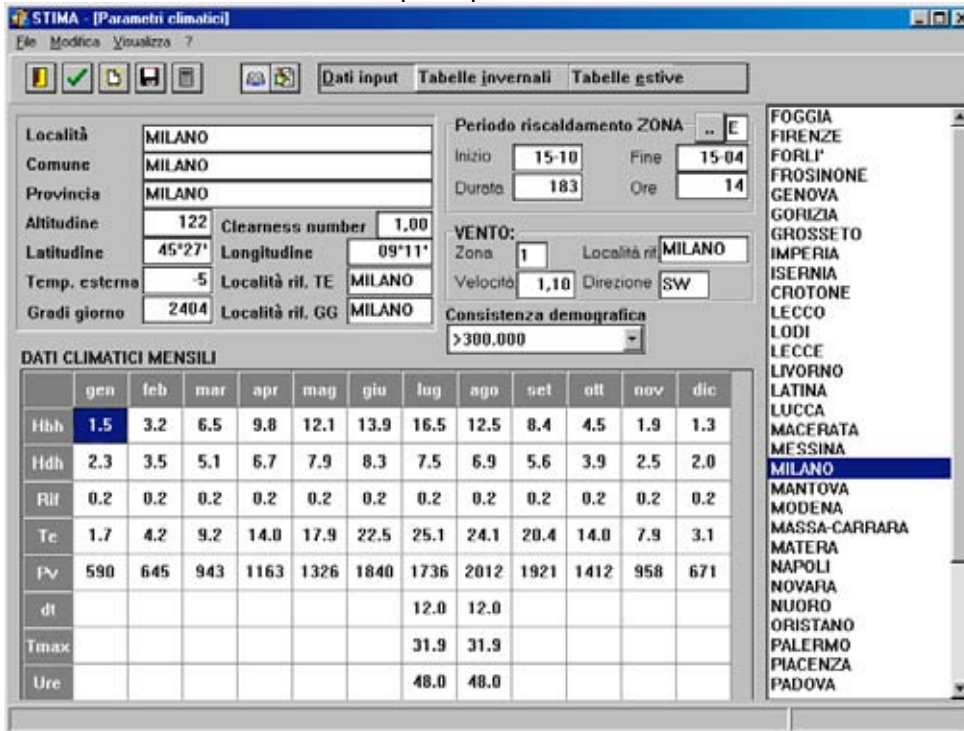 STIMA - [Parametri climatici]
File Modifica Visualizza ?
Dati input Tabelle invernali Tabelle estive
Località MILANO
Comune MILANO
Provincia MILANO
Altitudine 122 Clearness number 1,00
Latitudine 45°27' Longitudine 09°11'
Temp. esterna -5 Località rif. TE MILANO
Gradi giorno 2404 Località rif. GG MILANO
Periodo riscaldamento ZONA .. E
Inizio 15-10 Fine 15-04
Durata 183 Ore 14
VENTO:
Zona 1 Località rif. MILANO
Velocità 1,10 Direzione SW
Consistenza demografica
>300.000
DATI CLIMATICI MENSILI
gen feb mar apr mag giu lug ago set ott nov dic
Hbh 1.5 3.2 6.5 9.8 12.1 13.9 16.5 12.5 8.4 4.5 1.9 1.3
Hdh 2.3 3.5 5.1 6.7 7.9 8.3 7.5 6.9 5.6 3.9 2.5 2.0
Rif 0.2 0.2 0.2 0.2 0.2 0.2 0.2 0.2 0.2 0.2 0.2 0.2
Te 1.7 4.2 9.2 14.0 17.9 22.5 25.1 24.1 20.4 14.0 7.9 3.1
Pv 590 645 943 1163 1326 1840 1736 2012 1921 1412 958 671
dt 12.0 12.0
Tmax 31.9 31.9
Ure 48.0 48.0
FOGGIA
FIRENZE
FORLI'
FROSINONE
GENOVA
GORIZIA
GROSSETO
IMPERIA
ISERNIA
CROTONE
LECCO
LODI
LECCE
LIVORNO
LATINA
LUCCA
MACERATA
MESSINA
MILANO
MANTOVA
MODENA
MASSA-CARRARA
MATERA
NAPOLI
NOVARA
NUORO
ORISTANO
PALERMO
PIACENZA
PADOVA